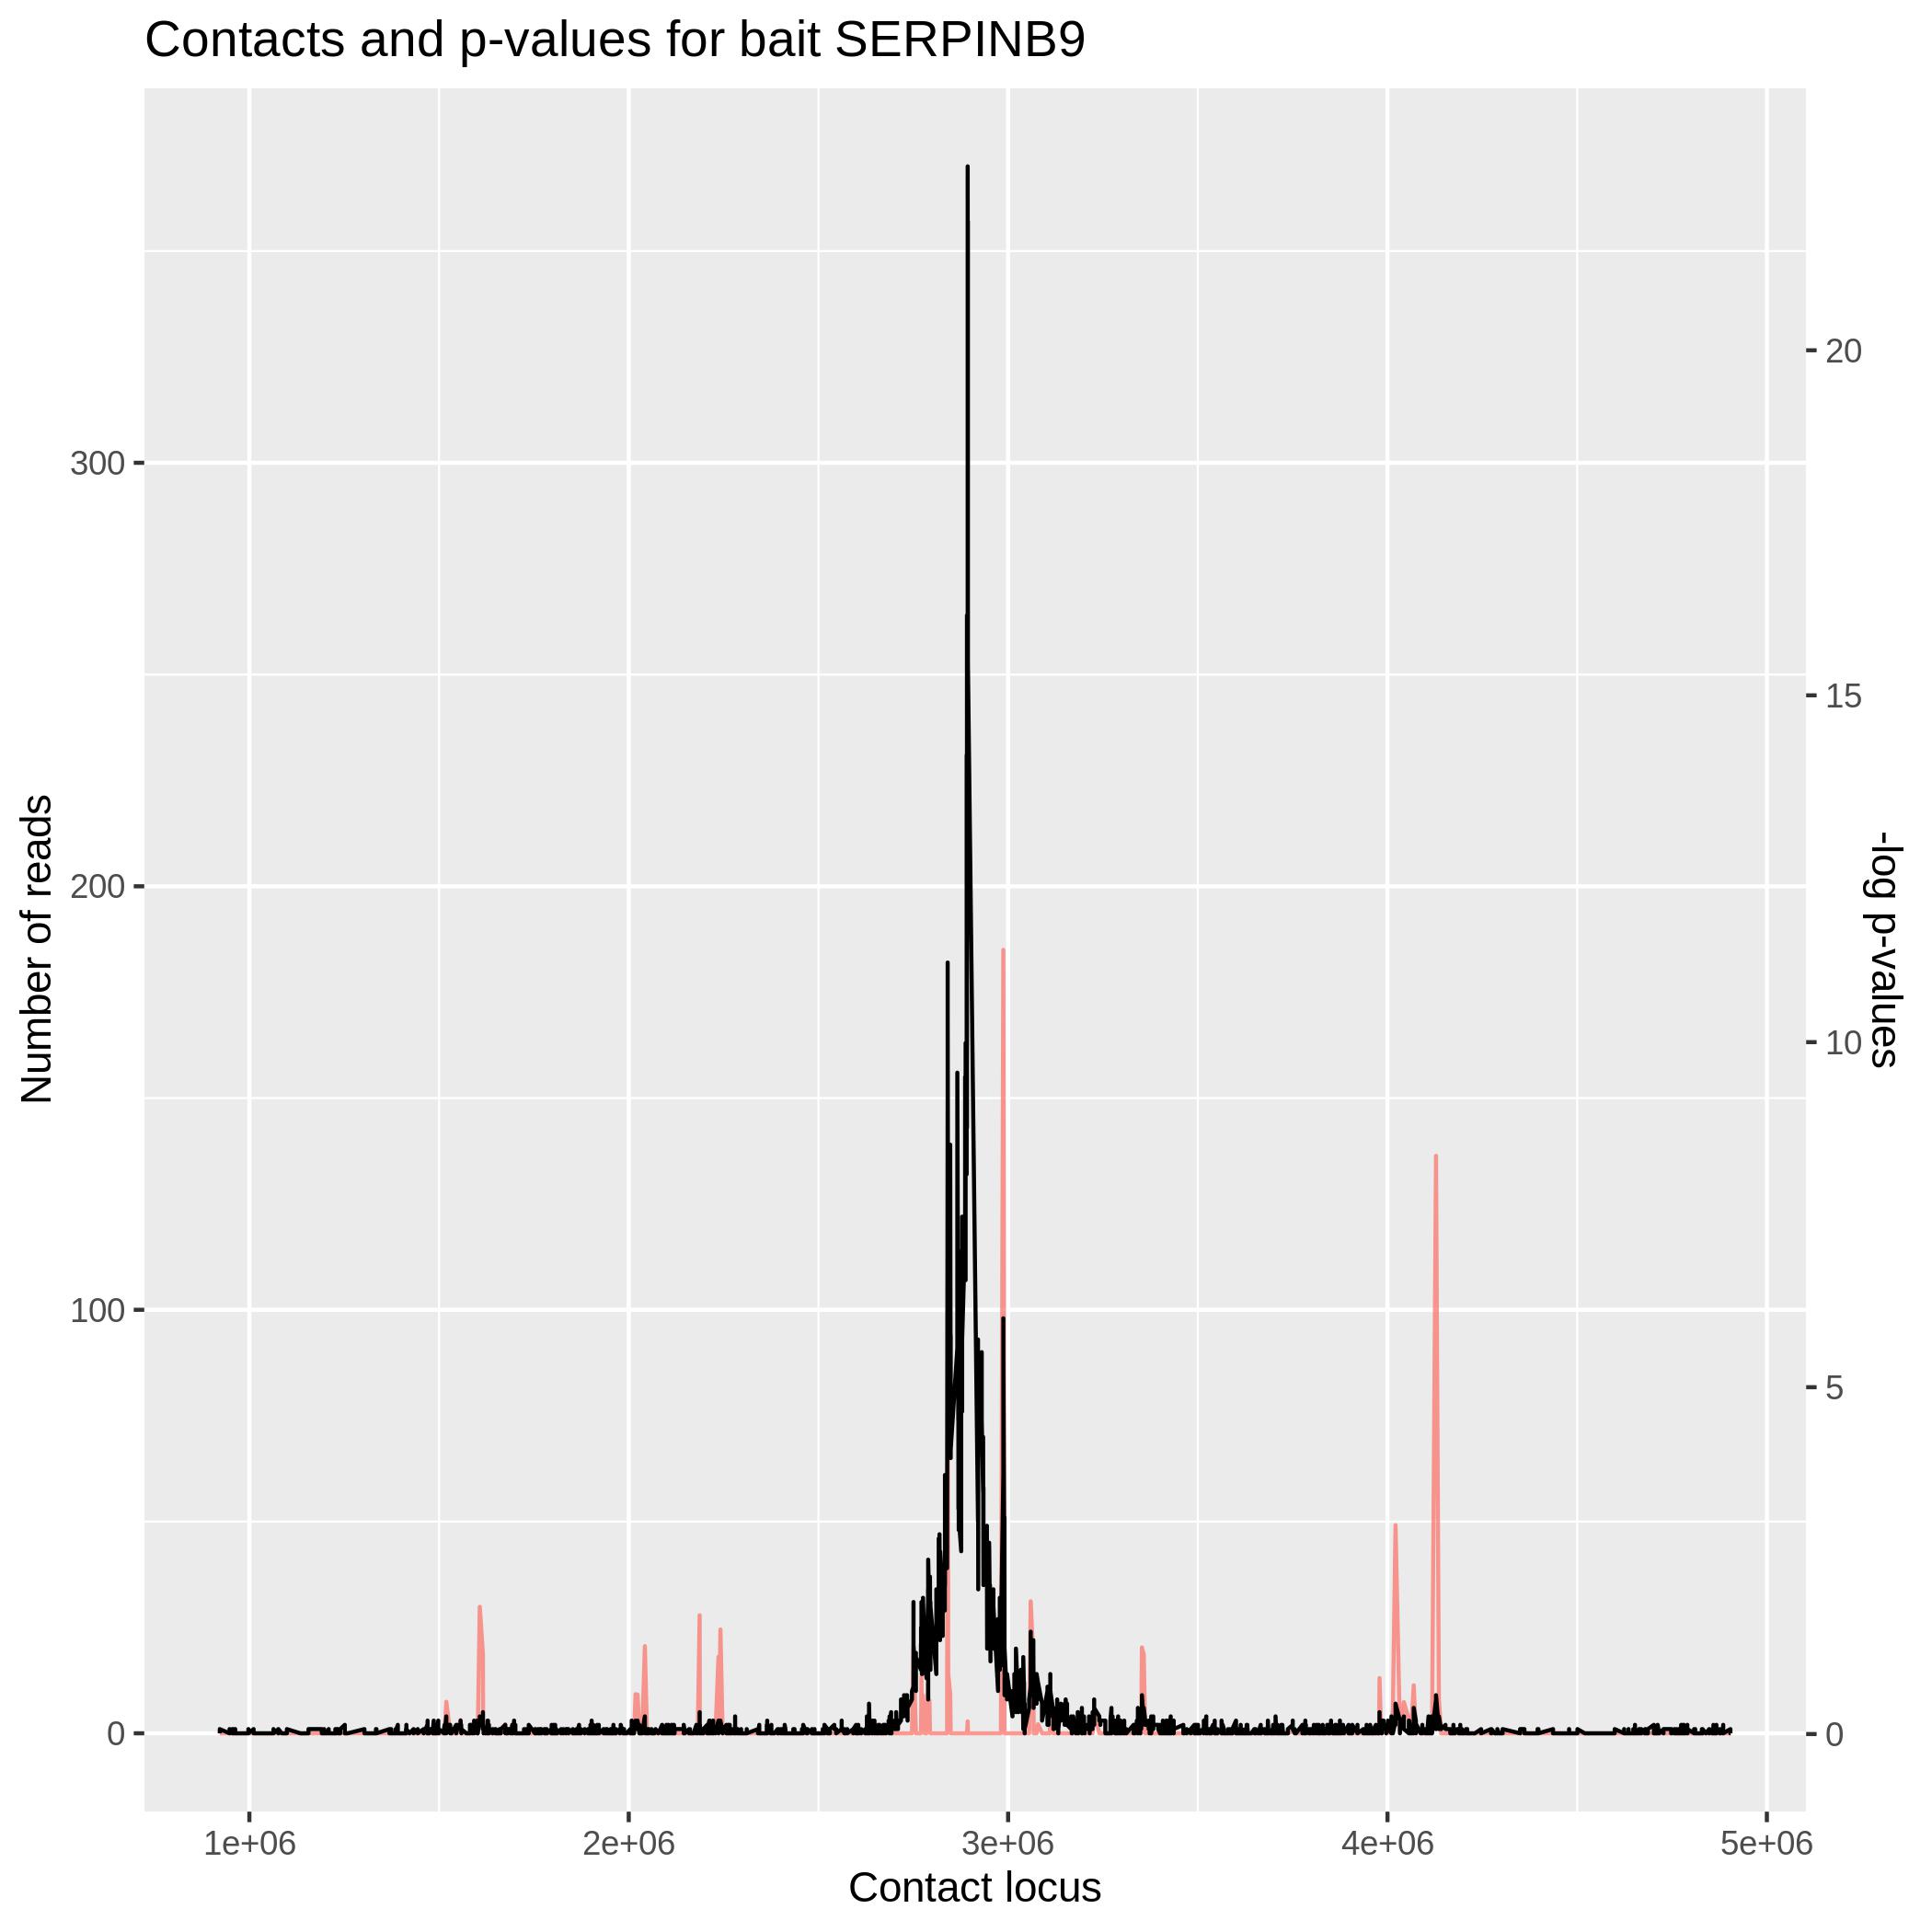 Contacts and p-values for bait SERPINB9
Number of reads
300
200
100
0
20
15
10
5
0
-log p-values
1e+06
2e+06
3e+06
4e+06
5e+06
Contact locus